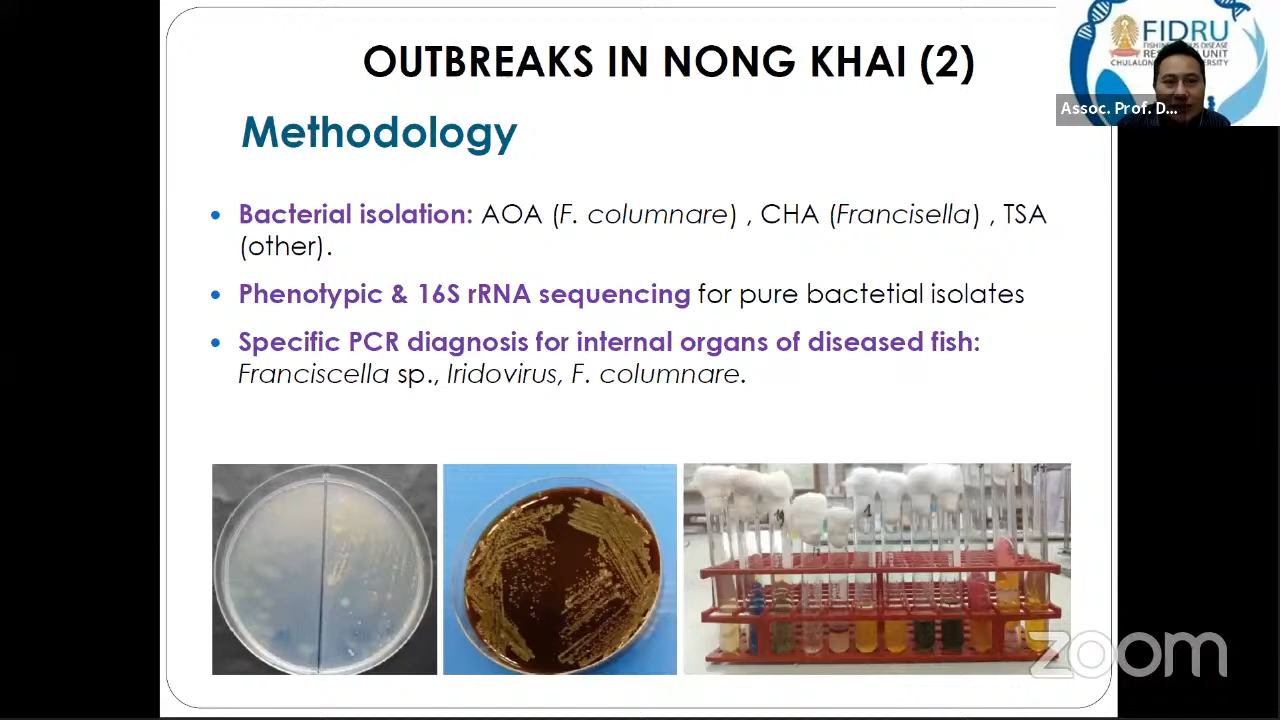 OUTBREAKS IN NONG KHAI (2)
Methodology
• Bacterial isolation: AOA (F. columnare) , CHA (Francisella) , TSA
(other).
• Phenotypic & 16S rRNA sequencing for pure bactetial isolates
• Specific PCR diagnosis for internal organs of diseased fish:
Franciscella sp., Iridovirus, F. columnare.
FIDRU
Assoc. Prof. D...
zoom